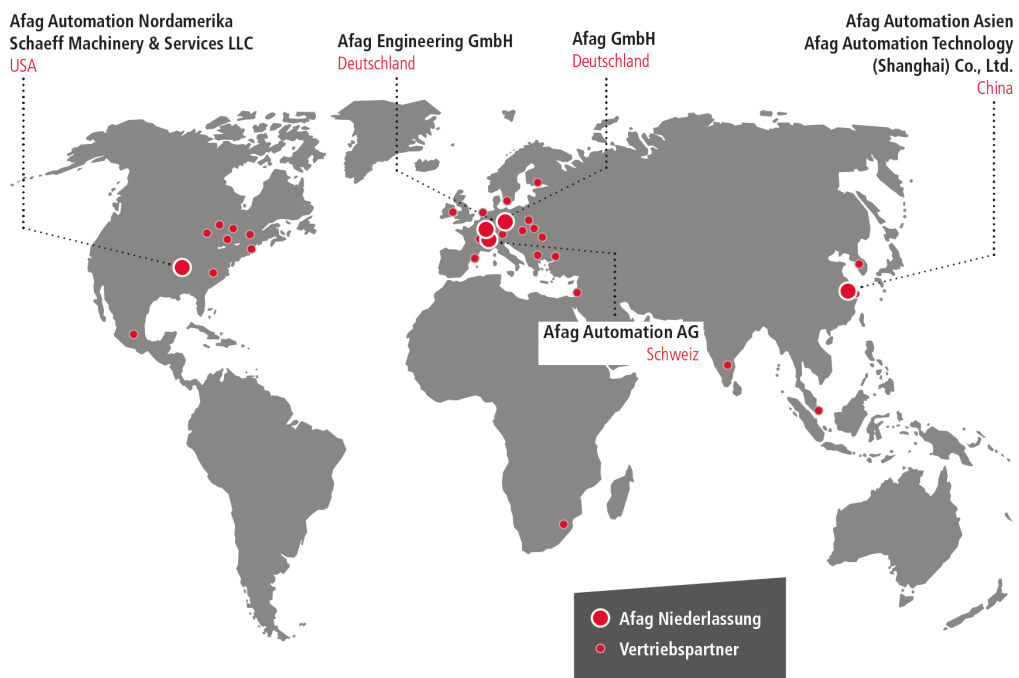 Afag Automation Nordamerika
Schaeff Machinery & Services LLC
USA
Afag Engineering GmbH
Deutschland
Afag GmbH
Deutschland
Afag Automation Asien
Afag Automation Technology
(Shanghai) Co., Ltd.
China
Afag Automation AG
Schweiz
Afag Niederlassung
Vertriebspartner